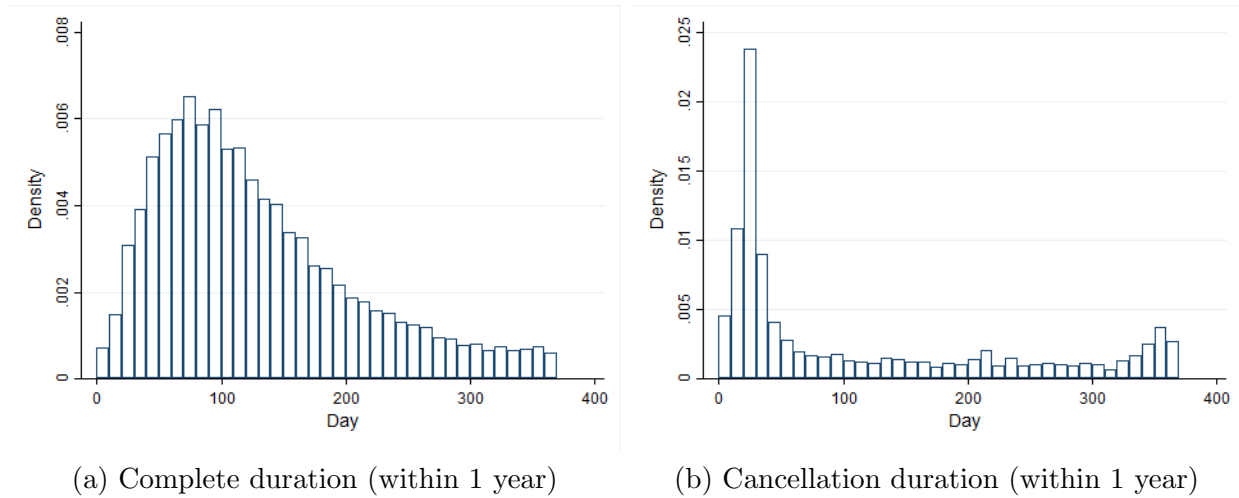 .008
.006
.004
.002
0
Density
0 100 200 300 400
Day
(a) Complete duration (within 1 year)
.025
.02
.015
.01
.005
0
Density
0 100 200 300 400
Day
(b) Cancellation duration (within 1 year)